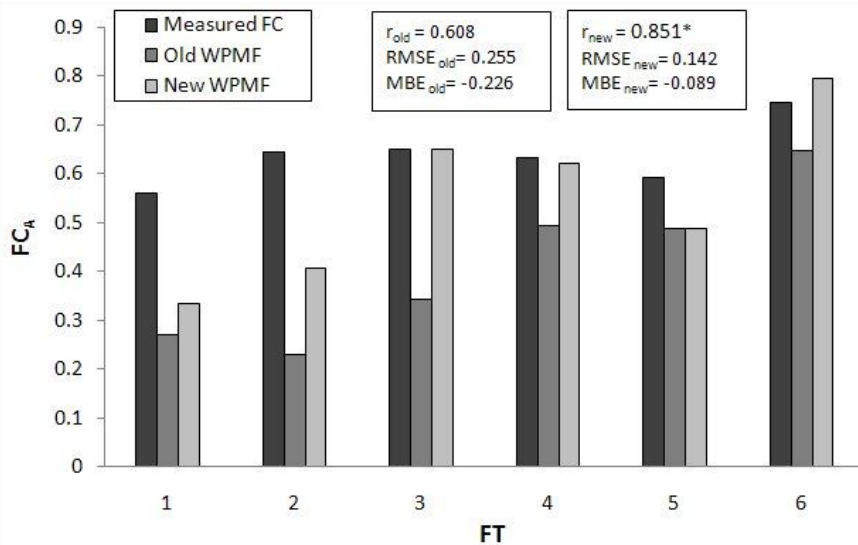 0.9
0.8
0.7
0.6
0.5
0.4
0.3
0.2
0.1
0
FC_A
Measured FC
Old WPMF
New WPMF
r_old = 0.608
RMSE_old= 0.255
MBE_old= -0.226
r_new = 0.851*
RMSE_new= 0.142
MBE_new= -0.089
1 2 3 4 5 6
FT